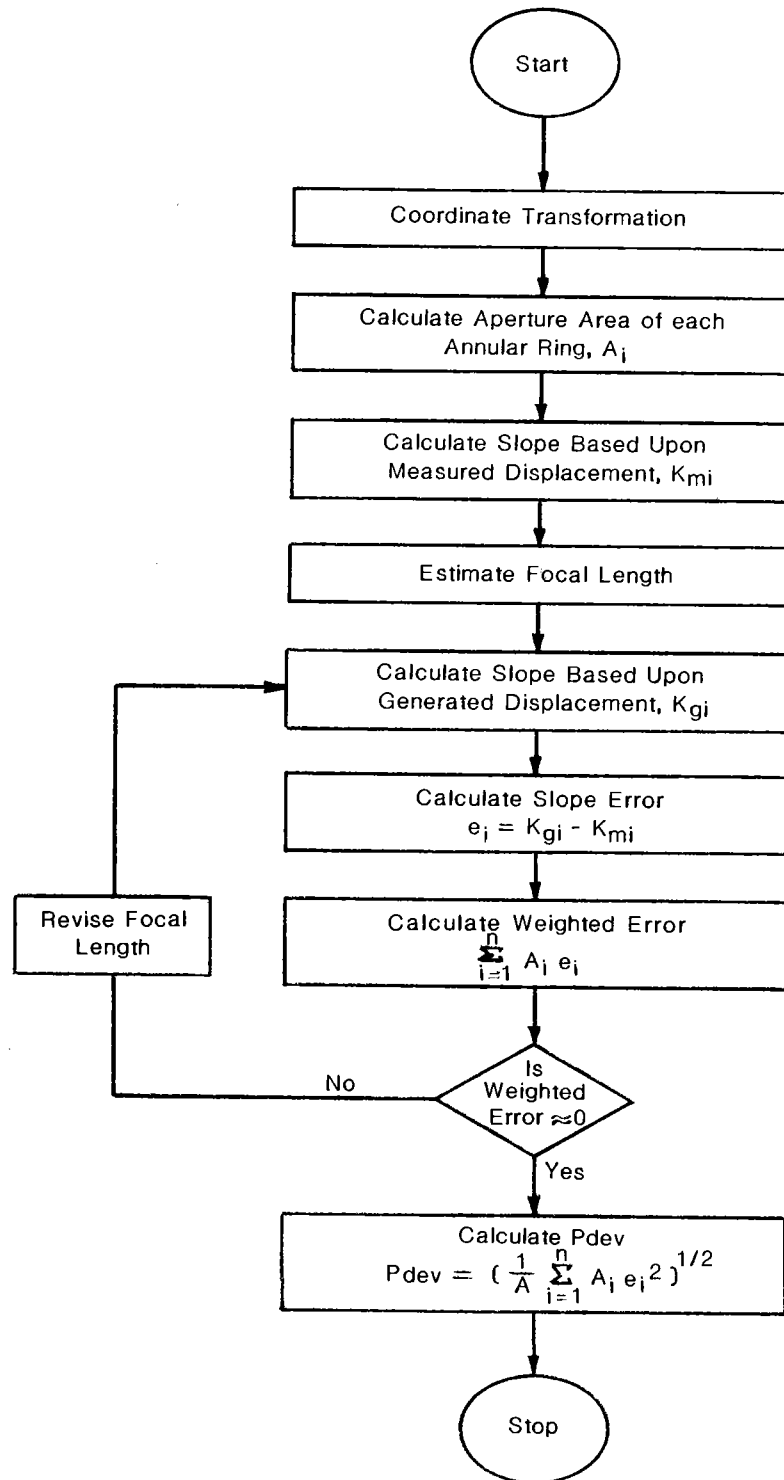 Start
Coordinate Transformation
Calculate Aperture Area of each
Annular Ring, Ai
Calculate Slope Based Upon
Measured Displacement, Kmi
Estimate Focal Length
Calculate Slope Based Upon
Generated Displacement, Kgi
Calculate Slope Error
ei = Kgi - Kmi
Revise Focal
Length
Calculate Weighted Error
n
Σ Ai ei
i=1
Is
Weighted
Error ≈0
No
Yes
Calculate Pdev
Pdev = ( 1/A n Σ i=1 Ai ei² )^1/2
Stop